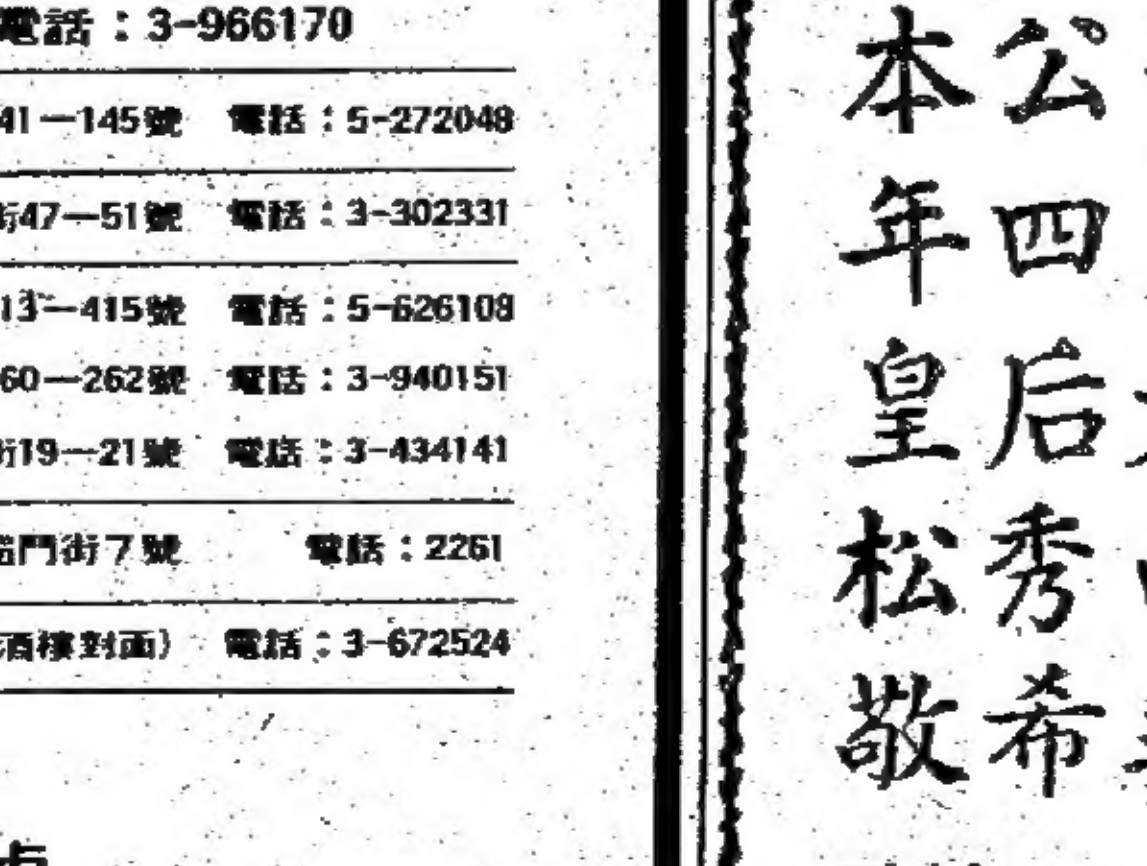 電話：3-966170
41－145號 電話：5-272048
街47－51號 電話：3-302331
13－415號 電話：5-626108
60－262號 電話：3-940151
街19－21號 電話：3-434141
門街7號 電話：2261
酒樓對面） 電話：3-672524
公四后秀希
本年皇松敬